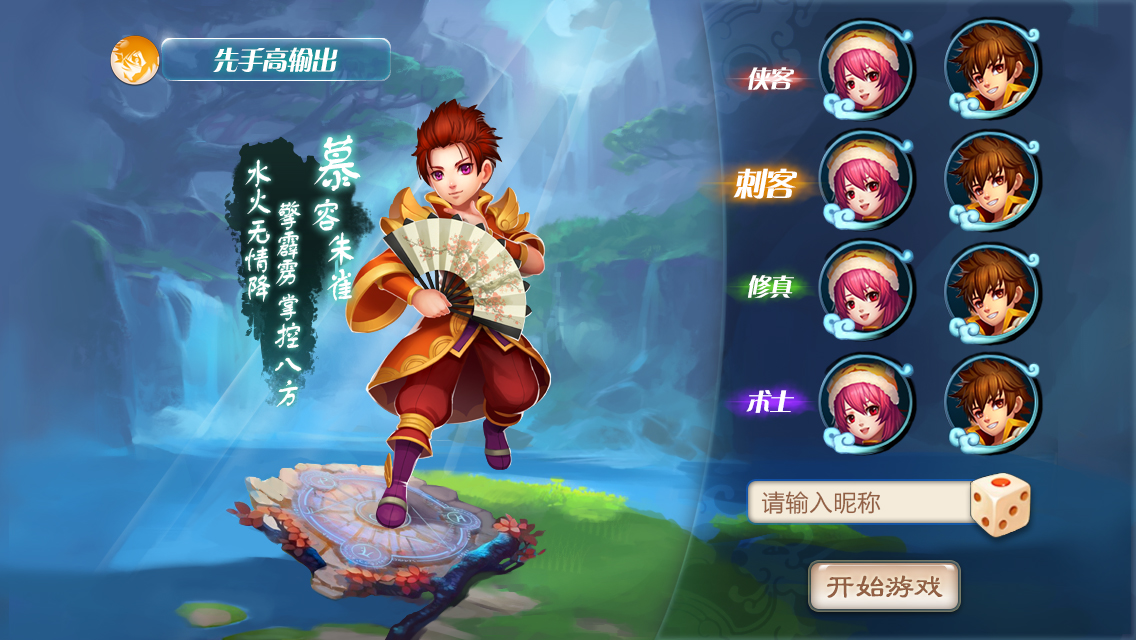 先手高输出
慕容朱雀
擎霹雳掌控八方
水火无情降
侠客
刺客
修真
术士
请输入昵称
开始游戏